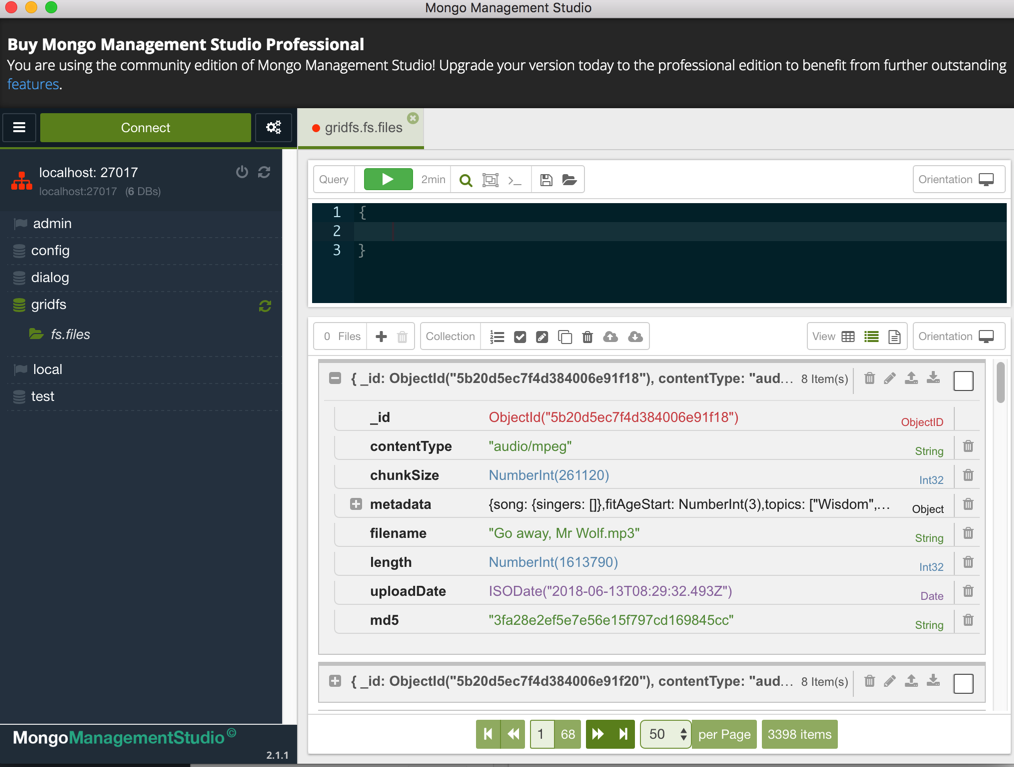 Mongo Management Studio
Buy Mongo Management Studio Professional
You are using the community edition of Mongo Management Studio! Upgrade your version today to the professional edition to benefit from further outstanding
features.
Connect
localhost: 27017
localhost:27017 (6 DBs)
admin
config
dialog
gridfs
fs.files
local
test
MongoManagementStudio©
2.1.1
gridfs.fs.files
Query 2min >_ Orientation
1 {
2
3 }
0 Files Collection View Orientation
{ _id: ObjectId("5b20d5ec7f4d384006e91f18"), contentType: "aud... 8 Item(s)
_id ObjectId("5b20d5ec7f4d384006e91f18") ObjectID
contentType "audio/mpeg" String
chunkSize NumberInt(261120) Int32
metadata {song: {singers: []},fitAgeStart: NumberInt(3),topics: ["Wisdom",... Object
filename "Go away, Mr Wolf.mp3" String
length NumberInt(1613790) Int32
uploadDate ISODate("2018-06-13T08:29:32.493Z") Date
md5 "3fa28e2ef5e7e56e15f797cd169845cc" String
{ _id: ObjectId("5b20d5ec7f4d384006e91f20"), contentType: "aud... 8 Item(s)
1 68 50 per Page 3398 items